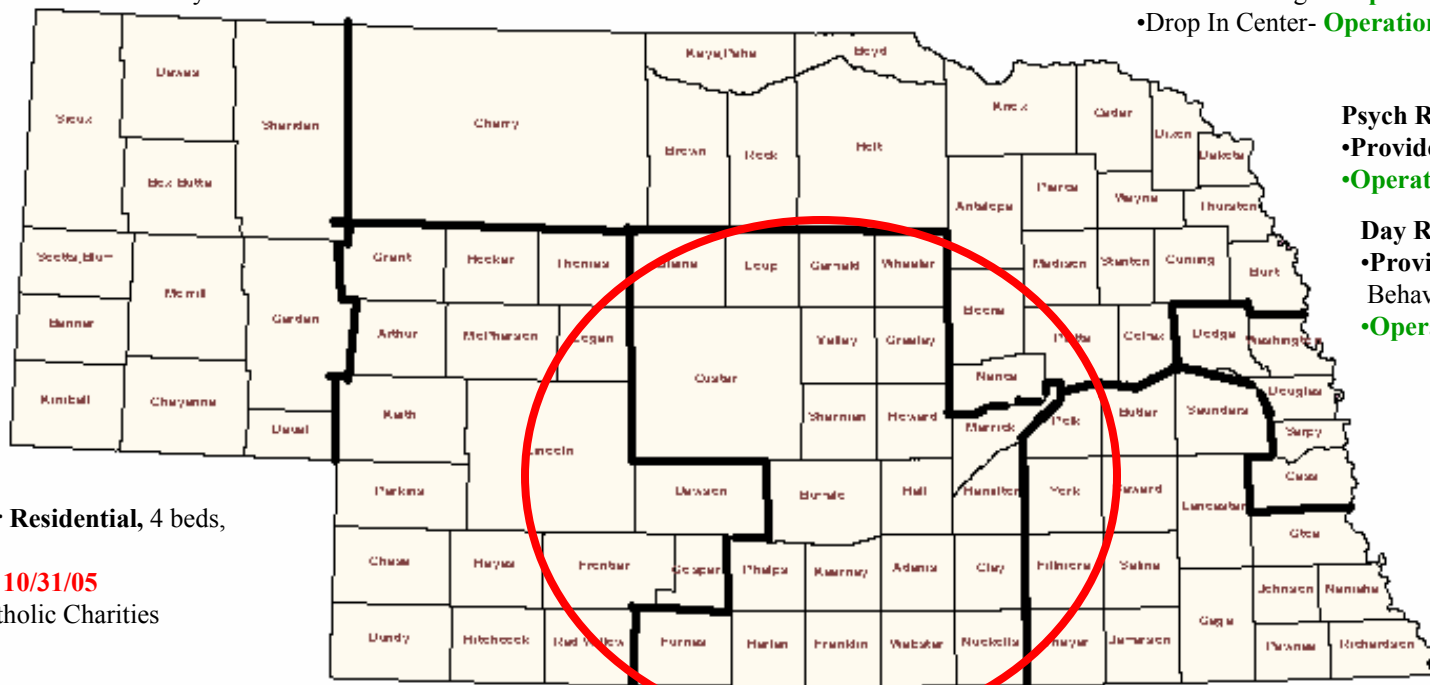 •Drop In Center- Operation
Psych R
•Provide
•Operat
Day R
•Provi
Behav
•Oper
Residential, 4 beds,
10/31/05
tholic Charities
Keya Paha
Boyd
Dawes
Sioux
Sheridan
Cherry
Knox
Cedar
Dixon
Brown
Rock
Holt
Dakota
Box Butte
Pierce
Wayne
Antelope
Thurston
Scotts Bluff
Grant
Hooker
Thomas
Blaine
Loup
Garfield
Wheeler
Madison
Stanton
Cuming
Burt
Morrill
Banner
Garden
Arthur
McPherson
Logan
Boone
Valley
Greeley
Platte
Colfax
Dodge
Washington
Custer
Nance
Kimball
Cheyenne
Keith
Sherman
Howard
Douglas
Deuel
Merrick
Polk
Butler
Saunders
Sarpy
Lincoln
Perkins
Dawson
Buffalo
Hall
Hamilton
York
Seward
Lancaster
Cass
Otoe
Chase
Hayes
Frontier
Gosper
Phelps
Kearney
Adams
Clay
Fillmore
Saline
Johnson
Nemaha
Gage
Dundy
Hitchcock
Red Willow
Furnas
Harlan
Franklin
Webster
Nuckolls
Thayer
Jefferson
Pawnee
Richardson